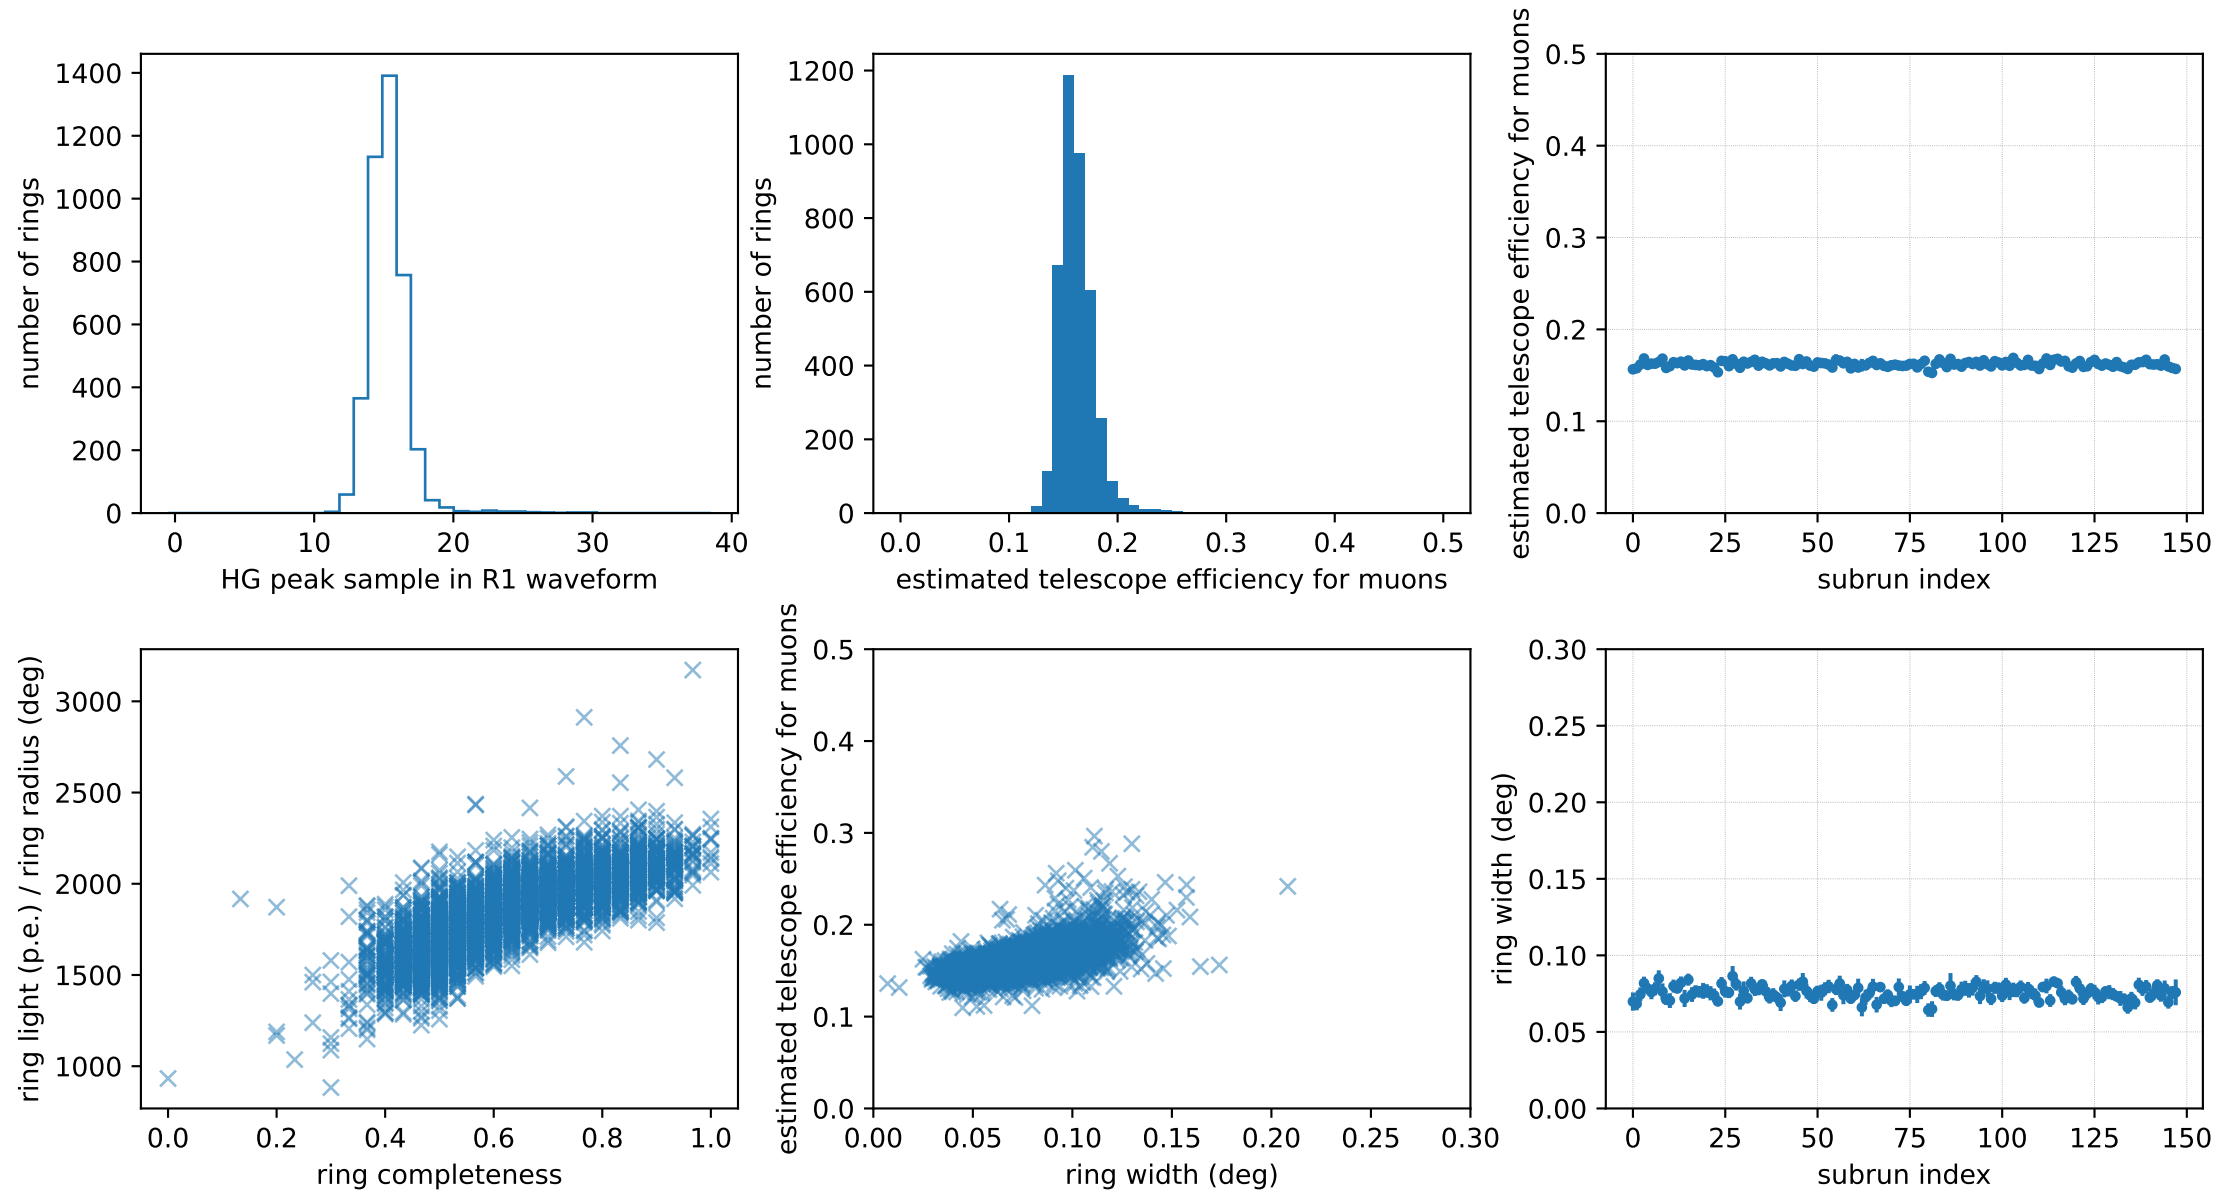 number of rings
1400
1200
1000
800
600
400
200
0
0 10 20 30 40
HG peak sample in R1 waveform
number of rings
1200
1000
800
600
400
200
0
0.0 0.1 0.2 0.3 0.4 0.5
estimated telescope efficiency for muons
estimated telescope efficiency for muons
0.5
0.4
0.3
0.2
0.1
0.0
0 25 50 75 100 125 150
subrun index
ring light (p.e.) / ring radius (deg)
3000
2500
2000
1500
1000
0.0 0.2 0.4 0.6 0.8 1.0
ring completeness
estimated telescope efficiency for muons
0.5
0.4
0.3
0.2
0.1
0.0
0.00 0.05 0.10 0.15 0.20 0.25 0.30
ring width (deg)
ring width (deg)
0.30
0.25
0.20
0.15
0.10
0.05
0.00
0 25 50 75 100 125 150
subrun index